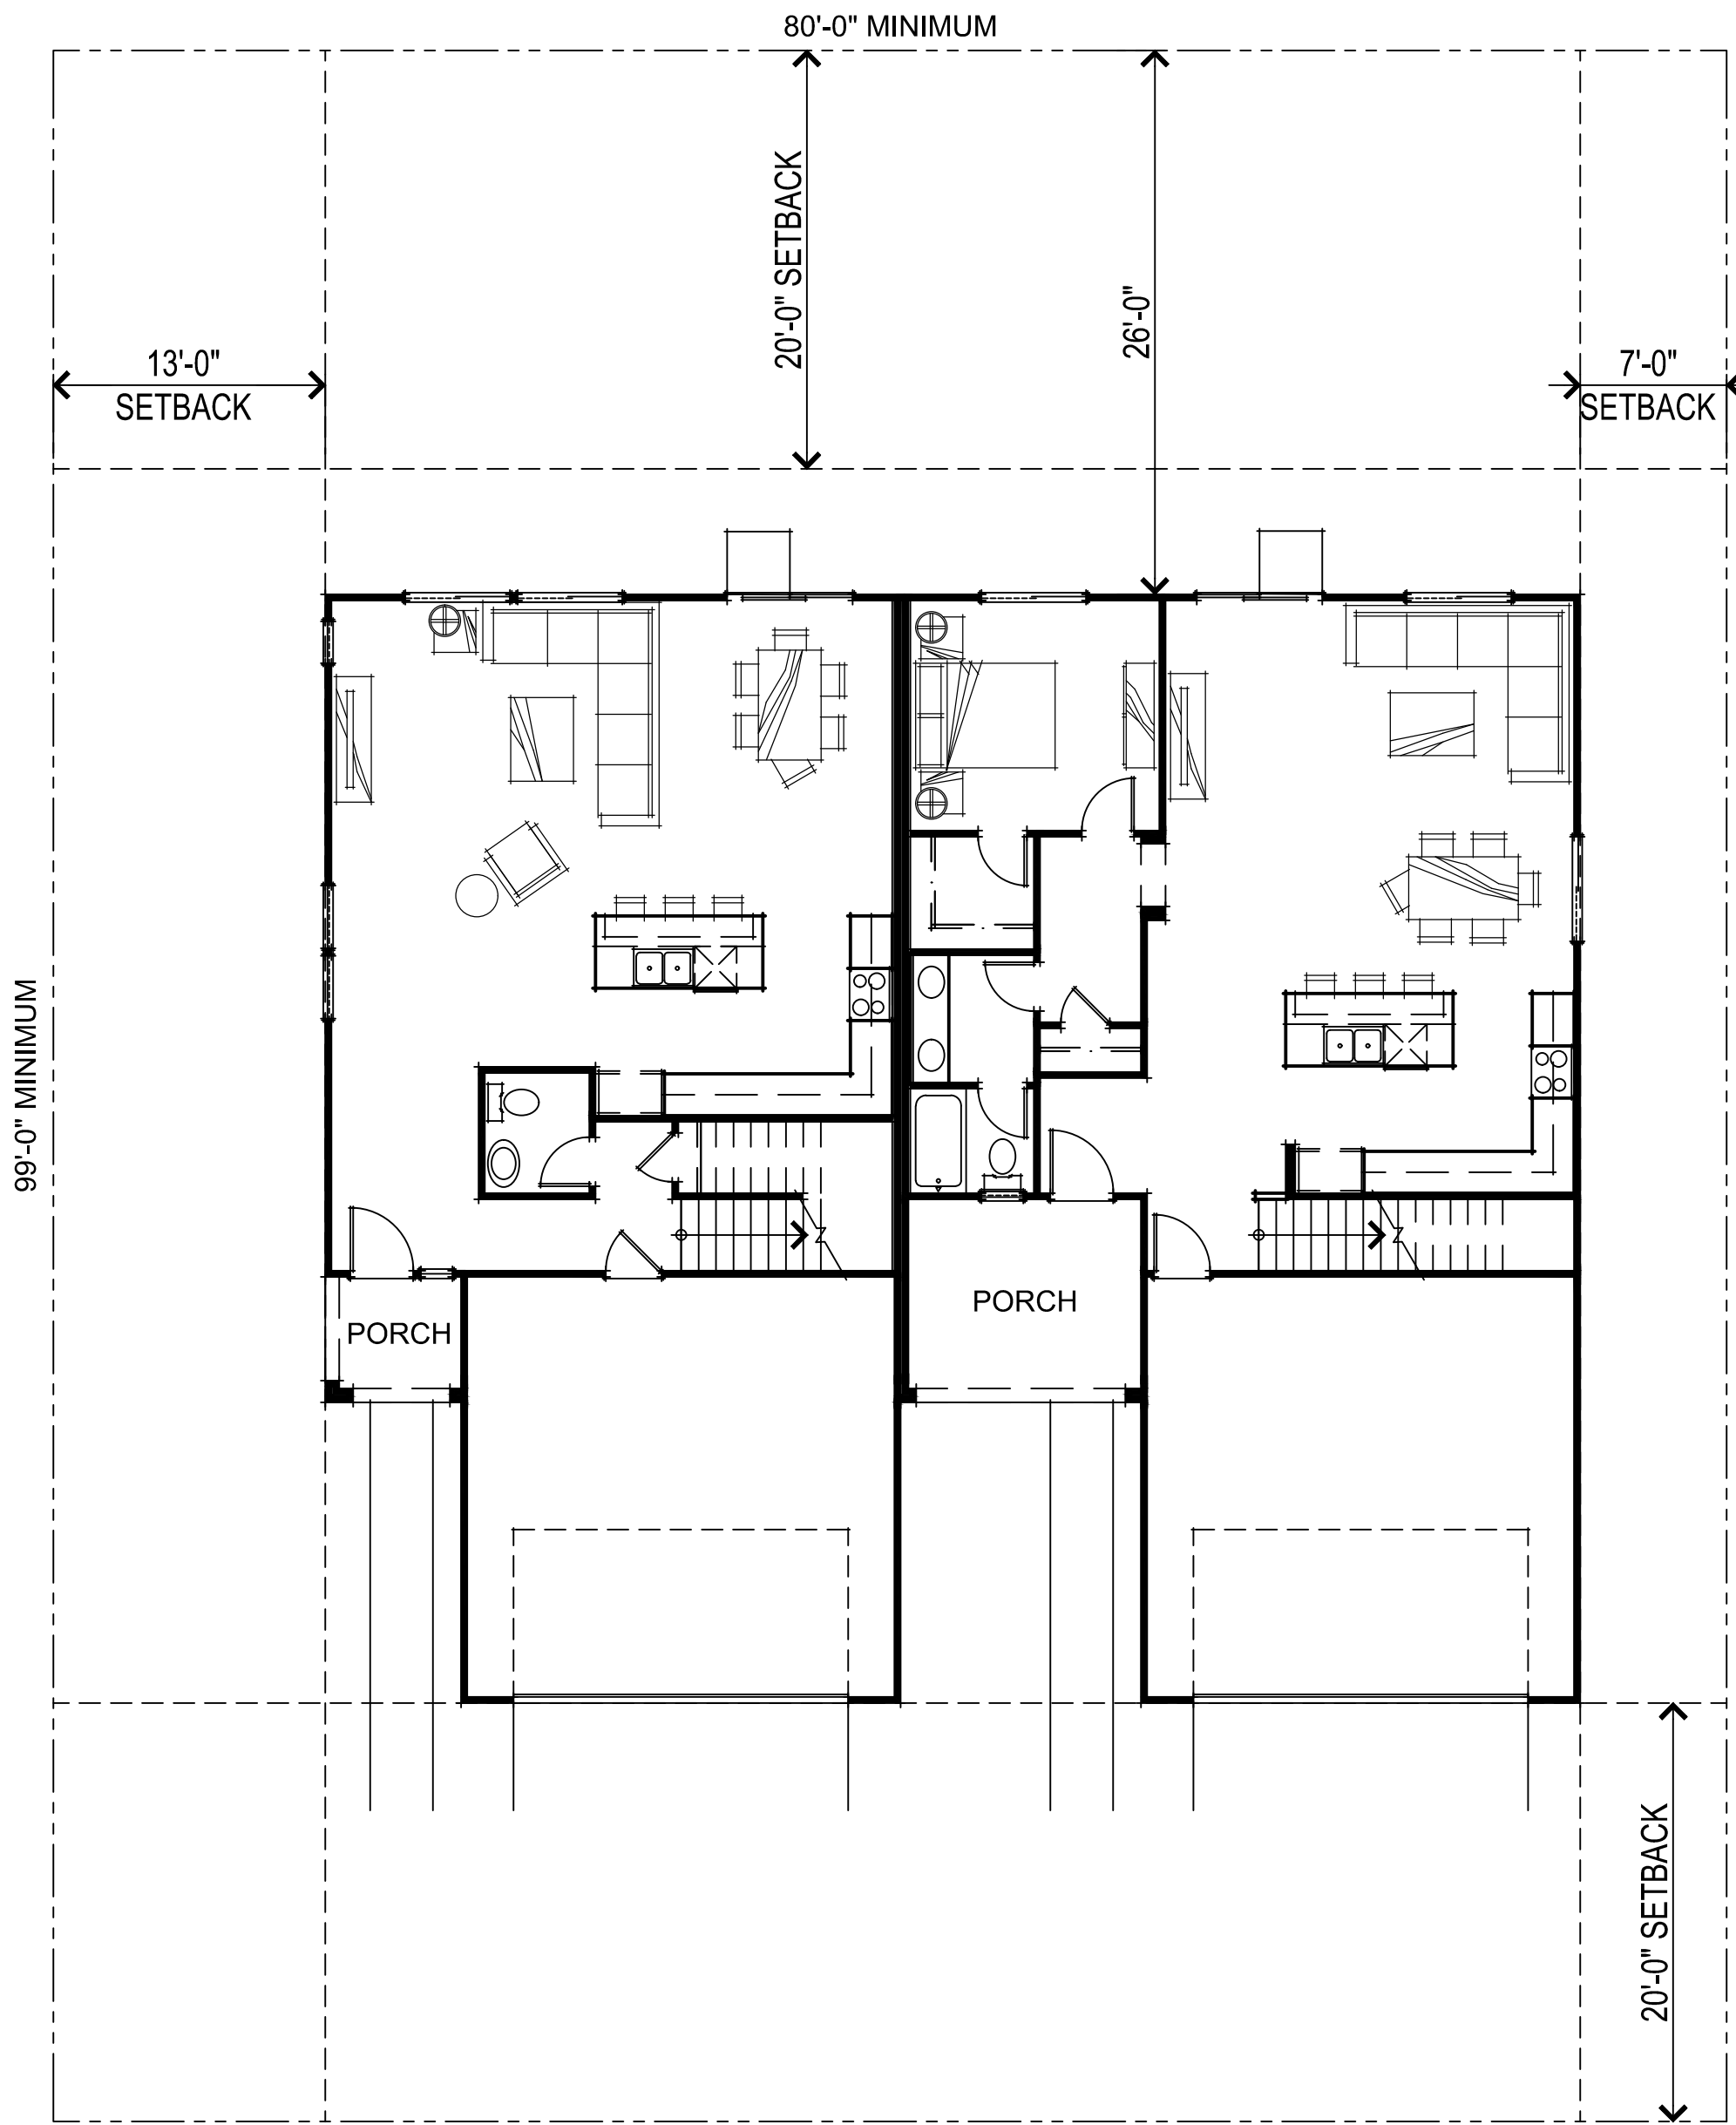 80'-0" MINIMUM
20'-0" SETBACK
26'-0"
13'-0"
SETBACK
7'-0"
SETBACK
99'-0" MINIMUM
PORCH
PORCH
20'-0" SETBACK